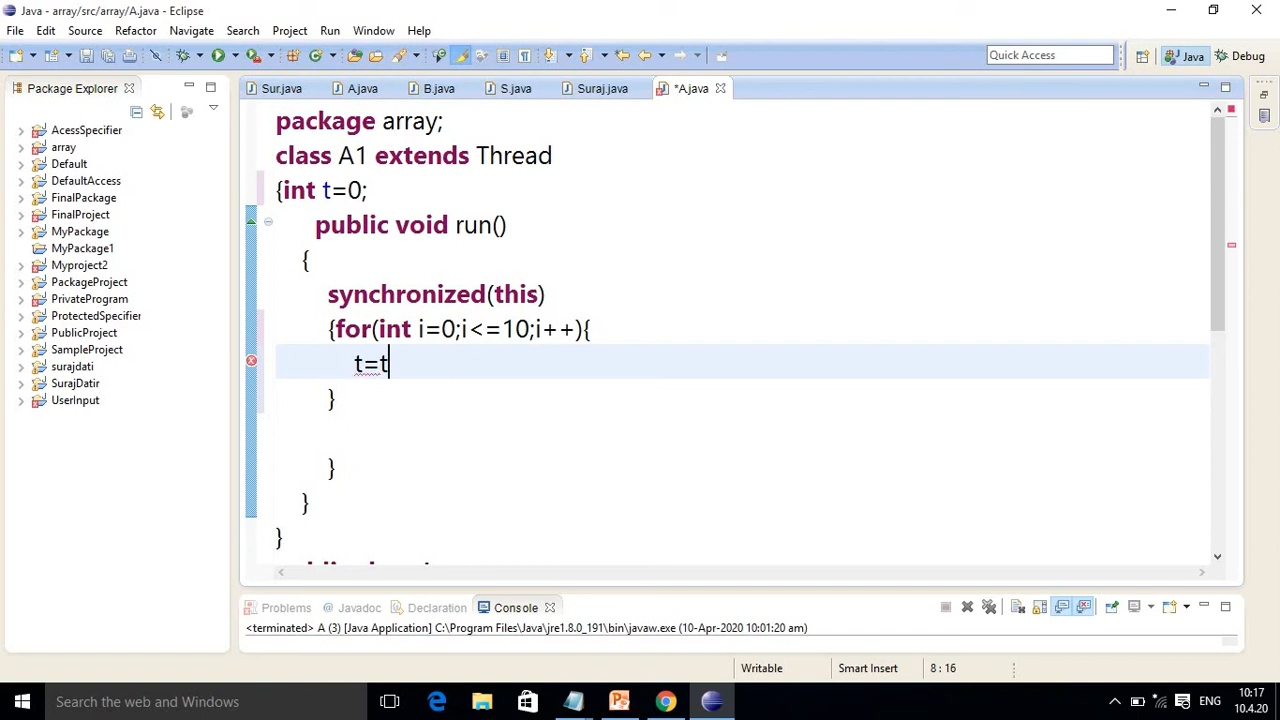 Java - array/src/array/A.java - Eclipse
File Edit Source Refactor Navigate Search Project Run Window Help
Quick Access Java Debug
Package Explorer Sur.java A.java B.java S.java Suraj.java *A.java
AcessSpecifier
array
Default
DefaultAccess
FinalPackage
FinalProject
MyPackage
MyPackage1
Myproject2
PackageProject
PrivateProgram
ProtectedSpecifier
PublicProject
SampleProject
surajdati
SurajDatir
UserInput
package array;
class A1 extends Thread
{int t=0;
public void run()
{
synchronized(this)
{for(int i=0;i<=10;i++){
t=t
}
}
}
}
Problems @ Javadoc Declaration Console
<terminated> A (3) [Java Application] C:\Program Files\Java\jre1.8.0_191\bin\javaw.exe (10-Apr-2020 10:01:20 am)
Writable Smart Insert 8 : 16
Search the web and Windows
ENG 10:17
10.4.20